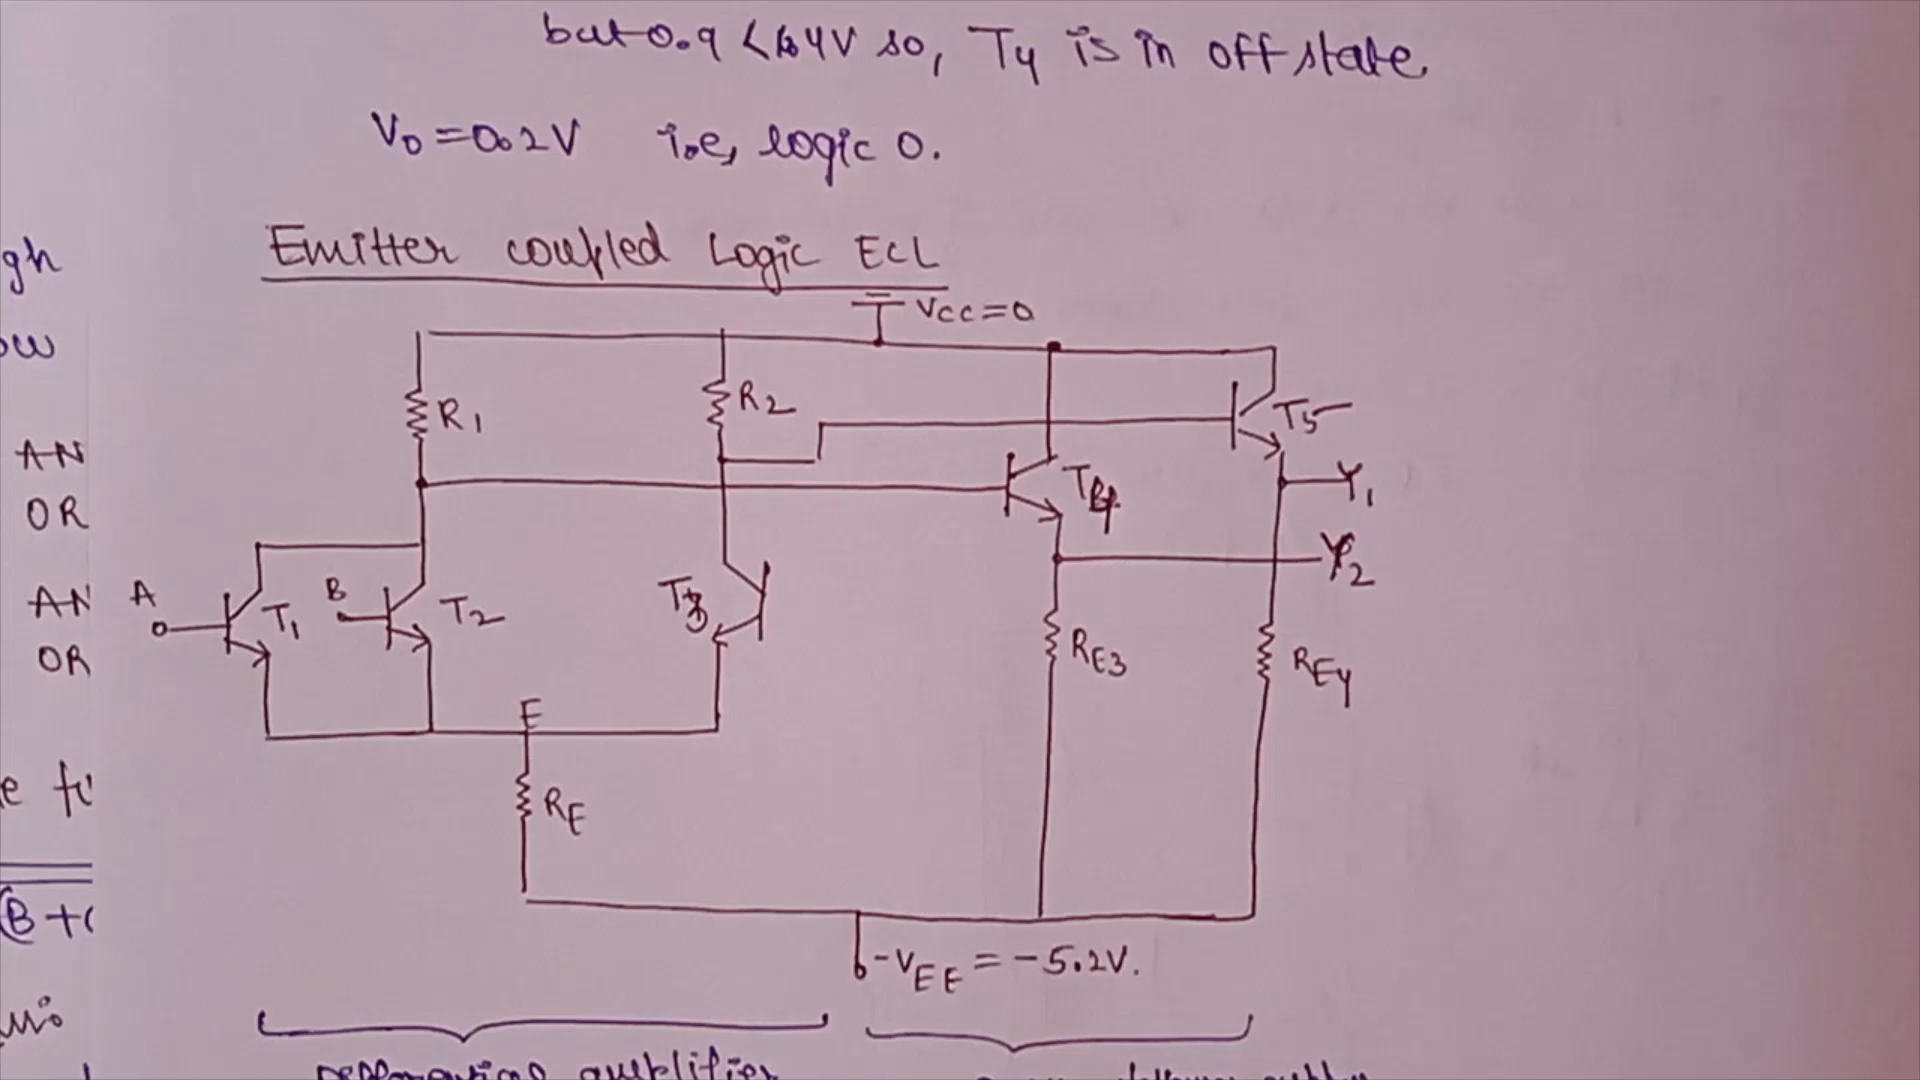 but 0.9 < 1.4V so, T4 is in off state
V0 = 0.2V i.e, logic 0.
Emitter coupled Logic ECL
VCC = 0
R1
R2
T5
Y1
T4
Y2
A
T1
B
T2
T3
RE3
RE4
E
RE
-VEE = -5.2V.
gh
ow
AN
OR
AN
OR
amplifier